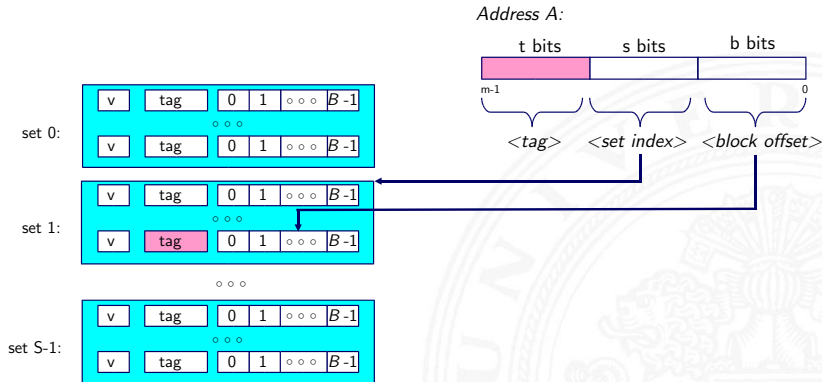 Address A:
t bits s bits b bits
m-1 0
<tag> <set index> <block offset>
v tag 0 1 ∘∘∘ B-1
set 0: ∘∘∘
v tag 0 1 ∘∘∘ B-1
v tag 0 1 ∘∘∘ B-1
set 1: ∘∘∘
v tag 0 1 ∘∘∘ B-1
∘∘∘
v tag 0 1 ∘∘∘ B-1
set S-1: ∘∘∘
v tag 0 1 ∘∘∘ B-1
U N I V E R